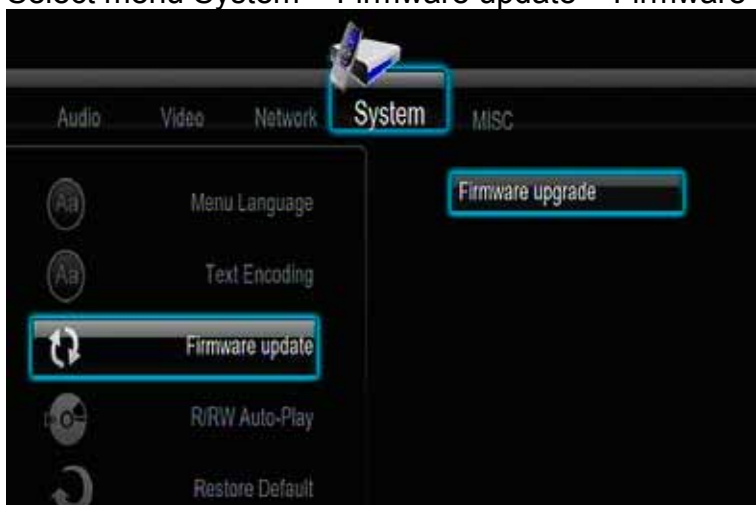 Select menu System – Firmware update – Firmware
Audio Video Network System MISC
Menu Language
Firmware upgrade
Text Encoding
Firmware update
R/RW Auto-Play
Restore Default